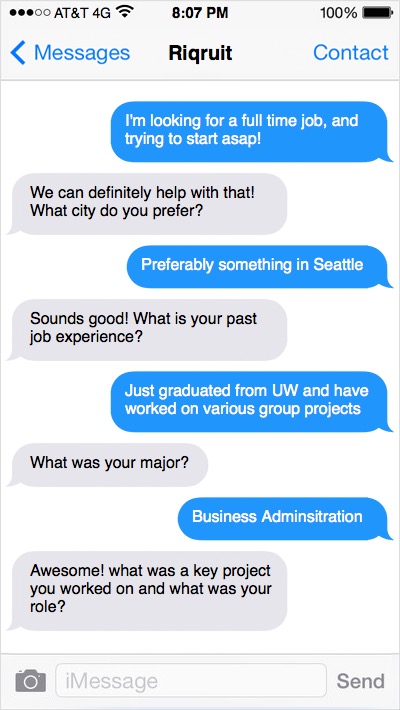 AT&T 4G 8:07 PM 100%
Messages Riqruit Contact
I'm looking for a full time job, and
trying to start asap!
We can definitely help with that!
What city do you prefer?
Preferably something in Seattle
Sounds good! What is your past
job experience?
Just graduated from UW and have
worked on various group projects
What was your major?
Business Adminsitration
Awesome! what was a key project
you worked on and what was your
role?
iMessage Send